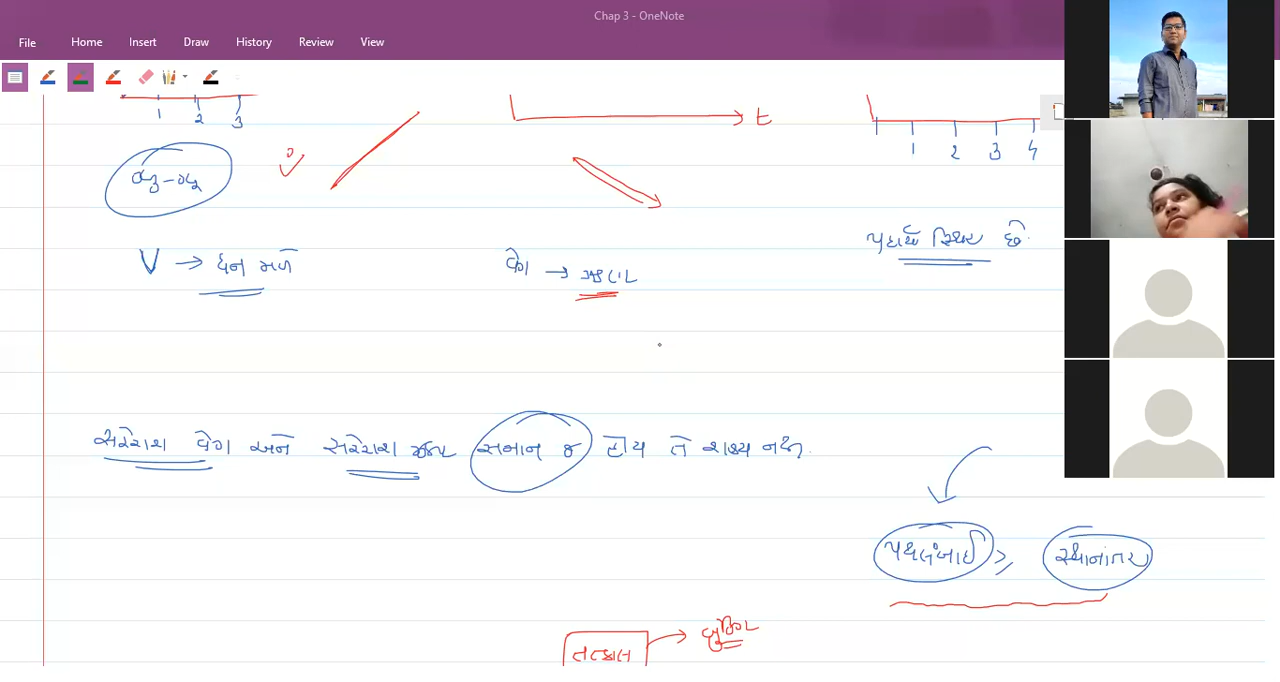 Chap 3 - OneNote
File Home Insert Draw History Review View
1 2 3
t
1 2 3 4
V → ધન મળે
વેગ → ઋણ
પદાર્થ સ્થિર છે.
સરેરાશ વેગ અને સરેરાશ ઝડપ સમાન જ હોય તે શક્ય નથી.
પથલંબાઈ ≥ સ્થાનાંતર
તત્કાલ →